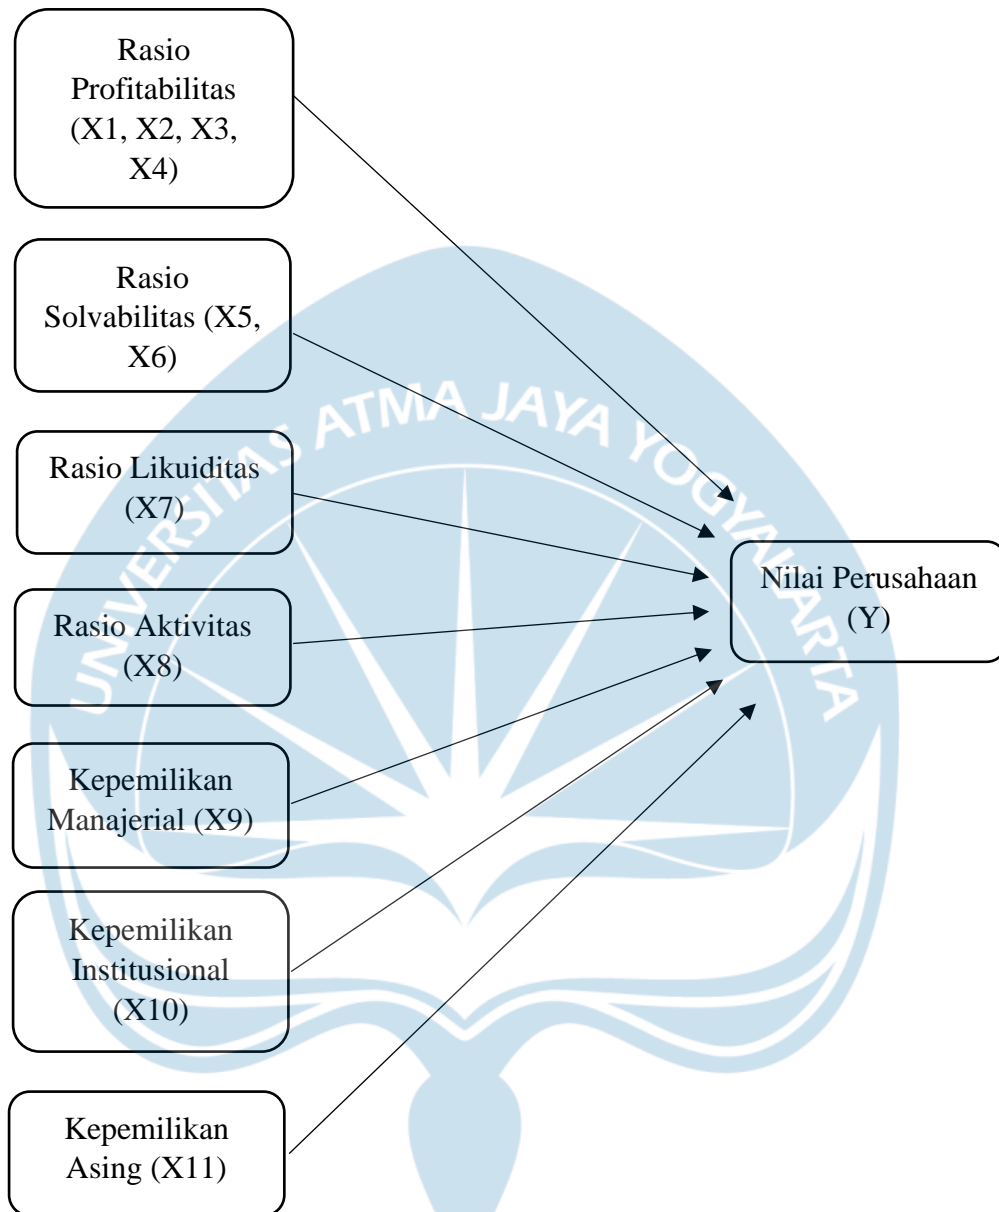 Rasio
Profitabilitas
(X1, X2, X3,
X4)
Rasio
Solvabilitas (X5,
X6)
Rasio Likuiditas
(X7)
Rasio Aktivitas
(X8)
Kepemilikan
Manajerial (X9)
Kepemilikan
Institusional
(X10)
Kepemilikan
Asing (X11)
Nilai Perusahaan
(Y)
UNIVERSITAS ATMA JAYA YOGYAKARTA